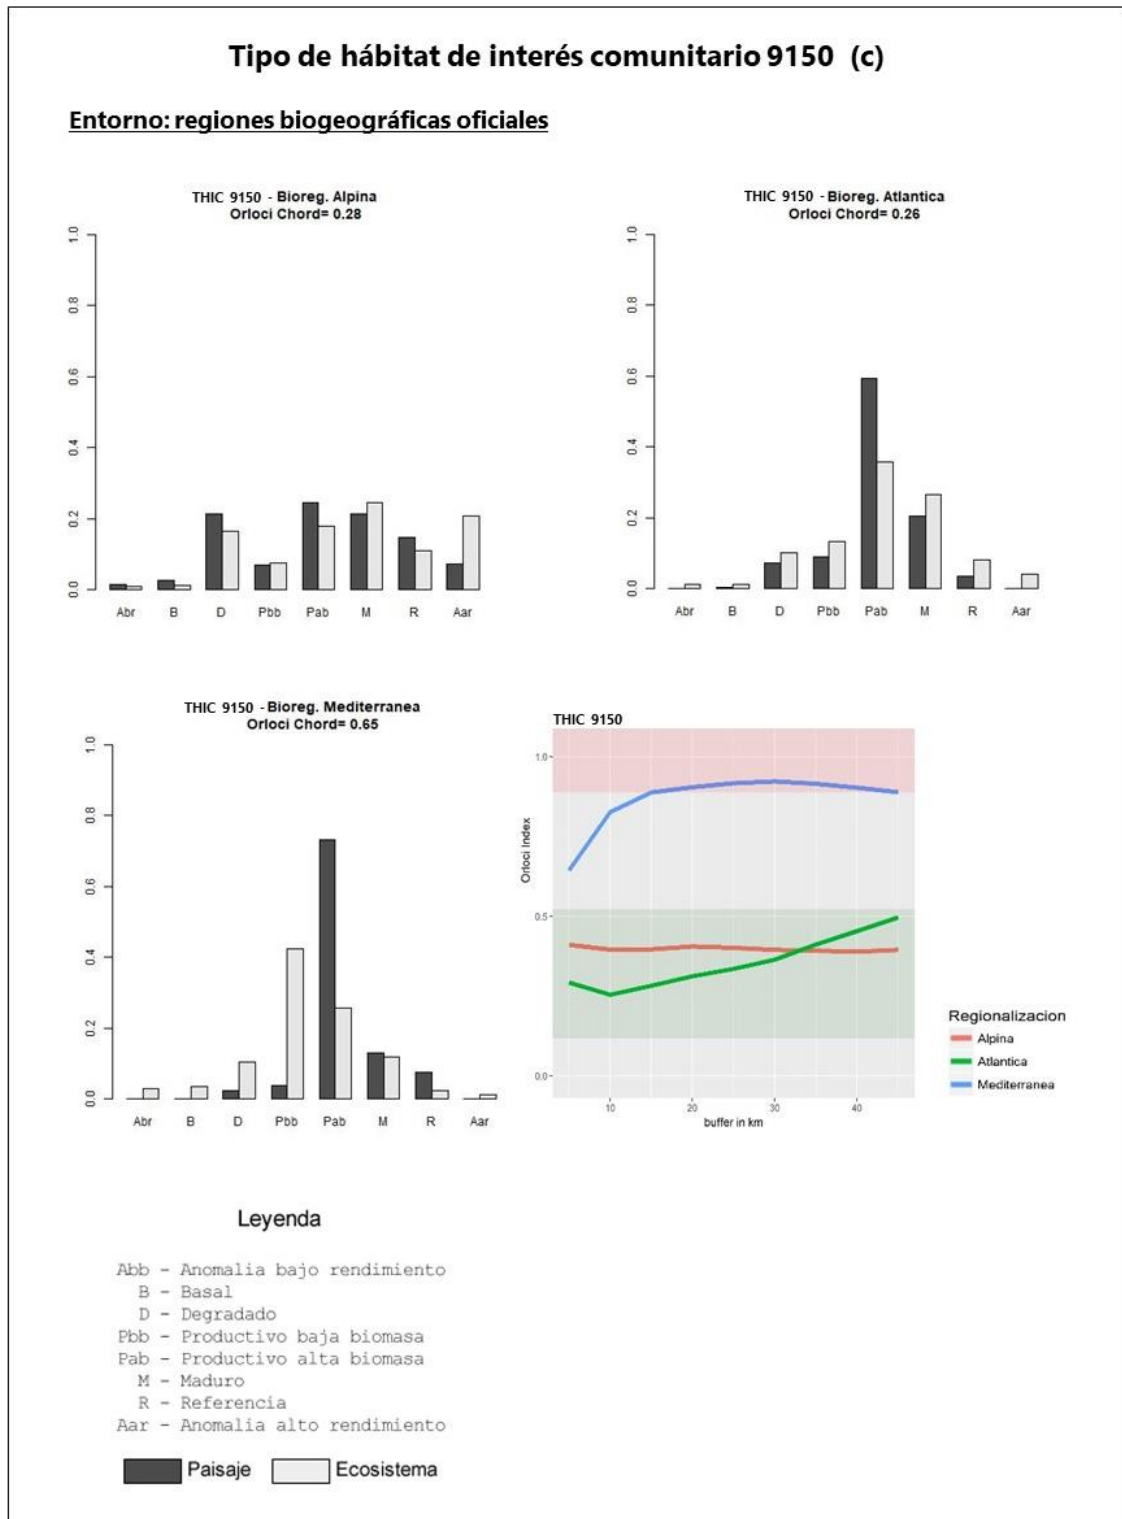 Tipo de hábitat de interés comunitario 9150 (c)
Entorno: regiones biogeográficas oficiales
THIC 9150 - Bioreg. Alpina
Orloci Chord= 0.28
1.0
0.8
0.6
0.4
0.2
0.0
Abr B D Pbb Pab M R Aar
THIC 9150 - Bioreg. Atlantica
Orloci Chord= 0.26
1.0
0.8
0.6
0.4
0.2
0.0
Abr B D Pbb Pab M R Aar
THIC 9150 - Bioreg. Mediterranea
Orloci Chord= 0.65
1.0
0.8
0.6
0.4
0.2
0.0
Abr B D Pbb Pab M R Aar
THIC 9150
Orloci Index
1.0
0.5
0.0
10 20 30 40
buffer in km
Regionalizacion
Alpina
Atlantica
Mediterranea
Leyenda
Abb - Anomalia bajo rendimiento
B - Basal
D - Degradado
Pbb - Productivo baja biomasa
Pab - Productivo alta biomasa
M - Maduro
R - Referencia
Aar - Anomalia alto rendimiento
Paisaje Ecosistema